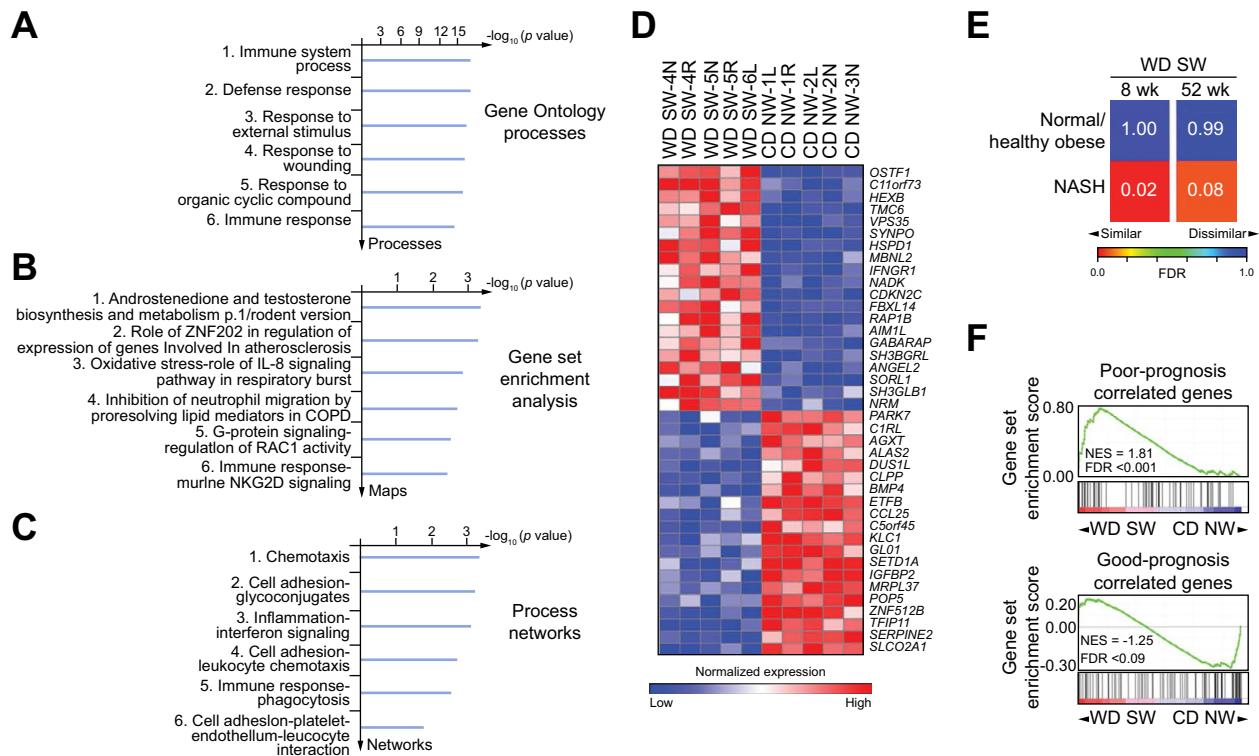 A
3 6 9 12 15 -log10 (p value)
1. Immune system
process
2. Defense response
3. Response to
external stimulus
4. Response to
wounding
5. Response to
organic cyclic compound
6. Immune response
Processes
Gene Ontology
processes
B
1 2 3 -log10 (p value)
1. Androstenedione and testosterone
biosynthesis and metabolism p.1/rodent version
2. Role of ZNF202 in regulation of
expression of genes Involved In atherosclerosis
3. Oxidative stress-role of IL-8 signaling
pathway in respiratory burst
4. Inhibition of neutrophil migration by
proresolving lipid mediators in COPD
5. G-protein signaling-
regulation of RAC1 activity
6. Immune response-
murlne NKG2D signaling
Maps
Gene set
enrichment
analysis
C
1 2 3 -log10 (p value)
1. Chemotaxis
2. Cell adhesion-
glycoconjugates
3. Inflammation-
interferon signaling
4. Cell adhesion-
leukocyte chemotaxis
5. Immune response-
phagocytosis
6. Cell adheslon-platelet-
endothellum-leucocyte
interaction
Networks
Process
networks
D
WD SW-4N
WD SW-4R
WD SW-5N
WD SW-5R
WD SW-6L
CD NW-1L
CD NW-1R
CD NW-2L
CD NW-2N
CD NW-3N
OSTF1
C11orf73
HEXB
TMC6
VPS35
SYNPO
HSPD1
MBNL2
IFNGR1
NADK
CDKN2C
FBXL14
RAP1B
AIM1L
GABARAP
SH3BGRL
ANGEL2
SORL1
SH3GLB1
NRM
PARK7
C1RL
AGXT
ALAS2
DUS1L
CLPP
BMP4
ETFB
CCL25
C5orf45
KLC1
GL01
SETD1A
IGFBP2
MRPL37
POP5
ZNF512B
TFIP11
SERPINE2
SLCO2A1
Normalized expression
Low High
E
WD SW
8 wk 52 wk
Normal/
healthy obese
1.00 0.99
NASH 0.02 0.08
◄Similar Dissimilar►
0.0 FDR 1.0
F
Poor-prognosis
correlated genes
Gene set
enrichment score
0.80
NES = 1.81
FDR <0.001
0.00
◄WD SW CD NW►
Good-prognosis
correlated genes
Gene set
enrichment score
0.20
0.00
NES = -1.25
FDR <0.09
-0.30
◄WD SW CD NW►